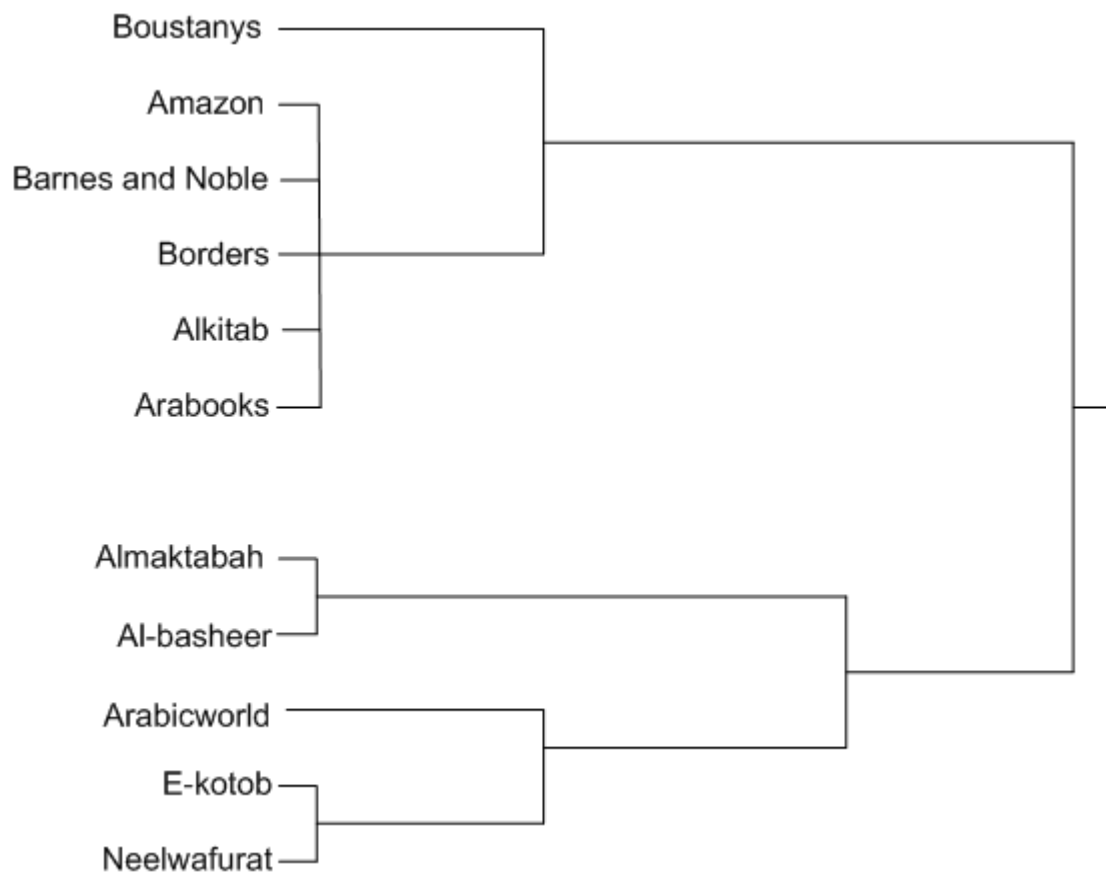 Boustanys
Amazon
Barnes and Noble
Borders
Alkitab
Arabooks
Almaktabah
Al-basheer
Arabicworld
E-kotob
Neelwafurat